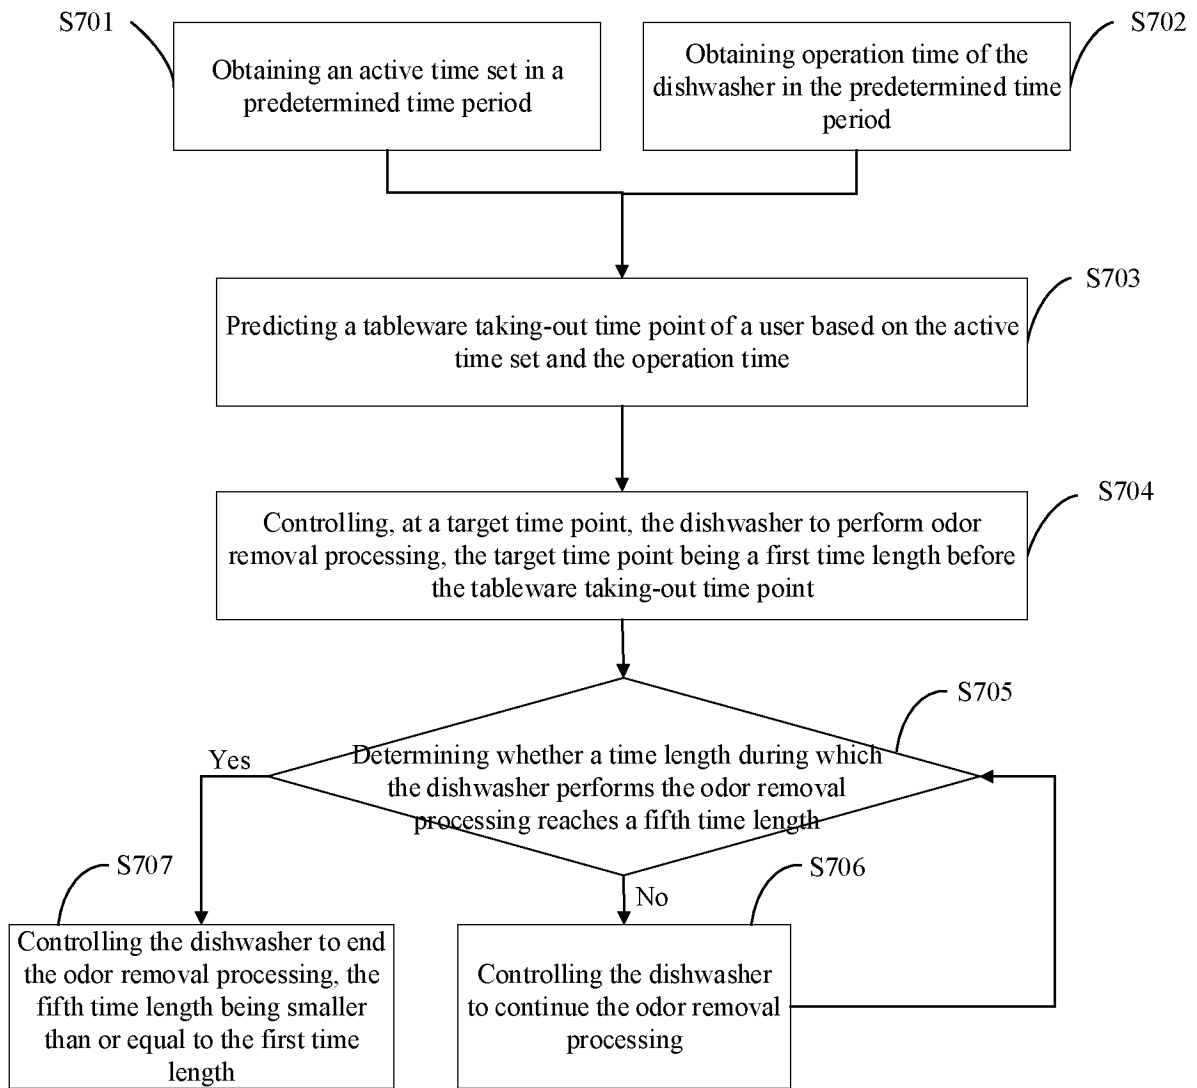 S701
Obtaining an active time set in a
predetermined time period
S702
Obtaining operation time of the
dishwasher in the predetermined time
period
S703
Predicting a tableware taking-out time point of a user based on the active
time set and the operation time
S704
Controlling, at a target time point, the dishwasher to perform odor
removal processing, the target time point being a first time length before
the tableware taking-out time point
S705
Determining whether a time length during which
the dishwasher performs the odor removal
processing reaches a fifth time length
Yes
No
S707
Controlling the dishwasher to end
the odor removal processing, the
fifth time length being smaller
than or equal to the first time
length
S706
Controlling the dishwasher
to continue the odor removal
processing